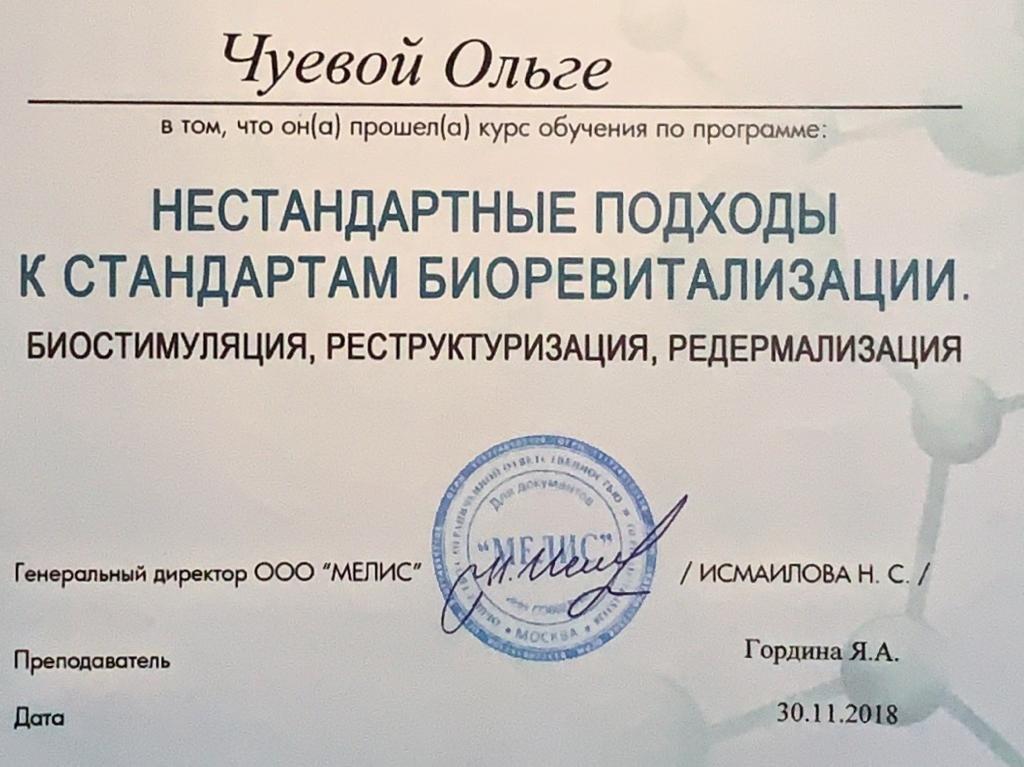 Чуевой Ольге
в том, что он(а) прошел(а) курс обучения по программе:
НЕСТАНДАРТНЫЕ ПОДХОДЫ
К СТАНДАРТАМ БИОРЕВИТАЛИЗАЦИИ.
БИОСТИМУЛЯЦИЯ, РЕСТРУКТУРИЗАЦИЯ, РЕДЕРМАЛИЗАЦИЯ
Для документов
"МЕЛИС"
МОСКВА
Генеральный директор ООО "МЕЛИС" / ИСМАИЛОВА Н. С. /
Преподаватель Гордина Я.А.
Дата 30.11.2018